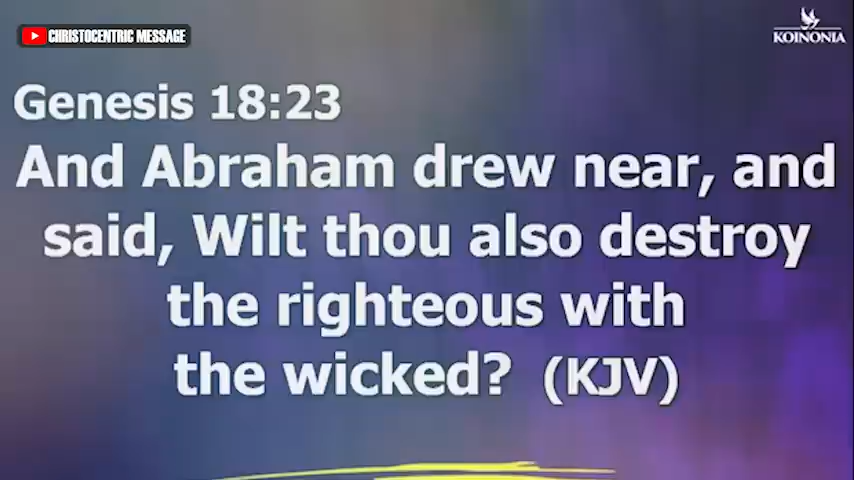 CHRISTOCENTRIC MESSAGE
KOINONIA
Genesis 18:23
And Abraham drew near, and
said, Wilt thou also destroy
the righteous with
the wicked? (KJV)